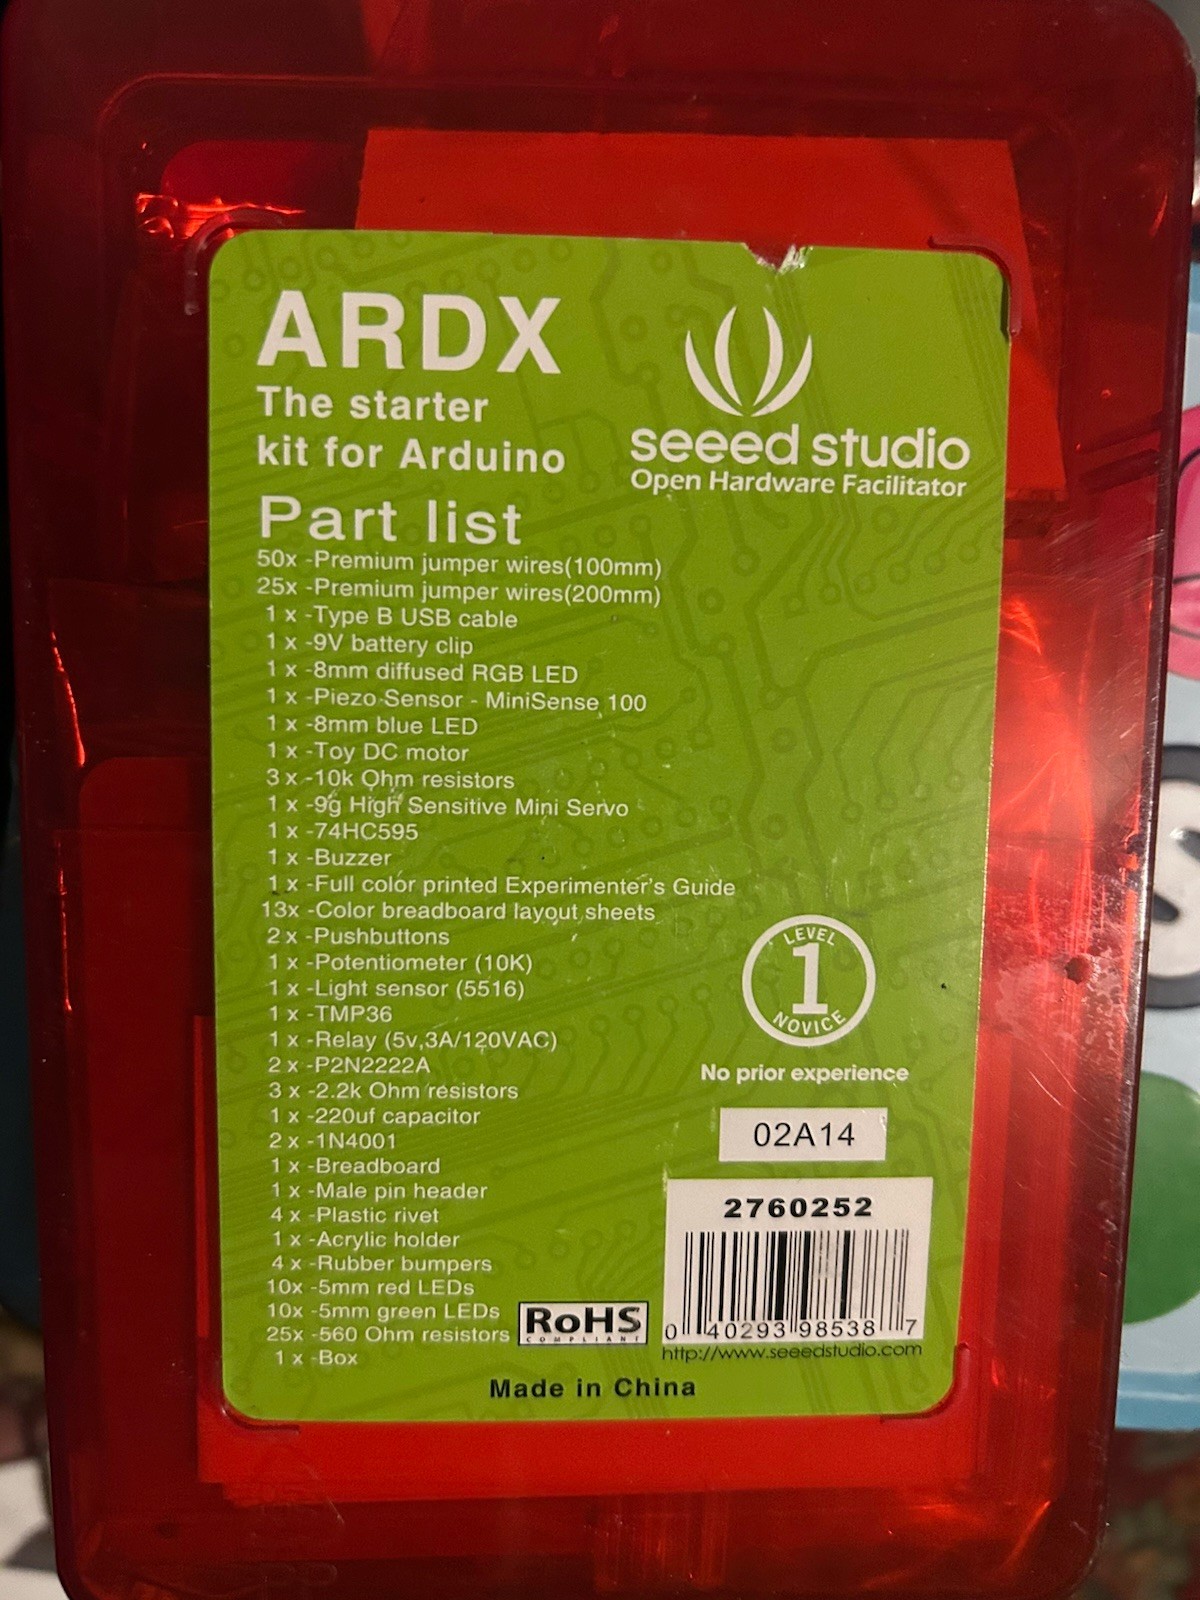 ARDX
The starter
kit for Arduino
seeed studio
Open Hardware Facilitator
Part list
50x -Premium jumper wires(100mm)
25x -Premium jumper wires(200mm)
1 x -Type B USB cable
1 x -9V battery clip
1 x -8mm diffused RGB LED
1 x -Piezo Sensor - MiniSense 100
1 x -8mm blue LED
1 x -Toy DC motor
3 x -10k Ohm resistors
1 x -9g High Sensitive Mini Servo
1 x -74HC595
1 x -Buzzer
1 x -Full color printed Experimenter's Guide
13x -Color breadboard layout sheets
2 x -Pushbuttons
1 x -Potentiometer (10K)
1 x -Light sensor (5516)
1 x -TMP36
1 x -Relay (5v,3A/120VAC)
2 x -P2N2222A
3 x -2.2k Ohm resistors
1 x -220uf capacitor
2 x -1N4001
1 x -Breadboard
1 x -Male pin header
4 x -Plastic rivet
1 x -Acrylic holder
4 x -Rubber bumpers
10x -5mm red LEDs
10x -5mm green LEDs
25x -560 Ohm resistors
1 x -Box
LEVEL
1
NOVICE
No prior experience
02A14
2760252
0 40293 98538 7
RoHS
COMPLIANT
http://www.seeedstudio.com
Made in China